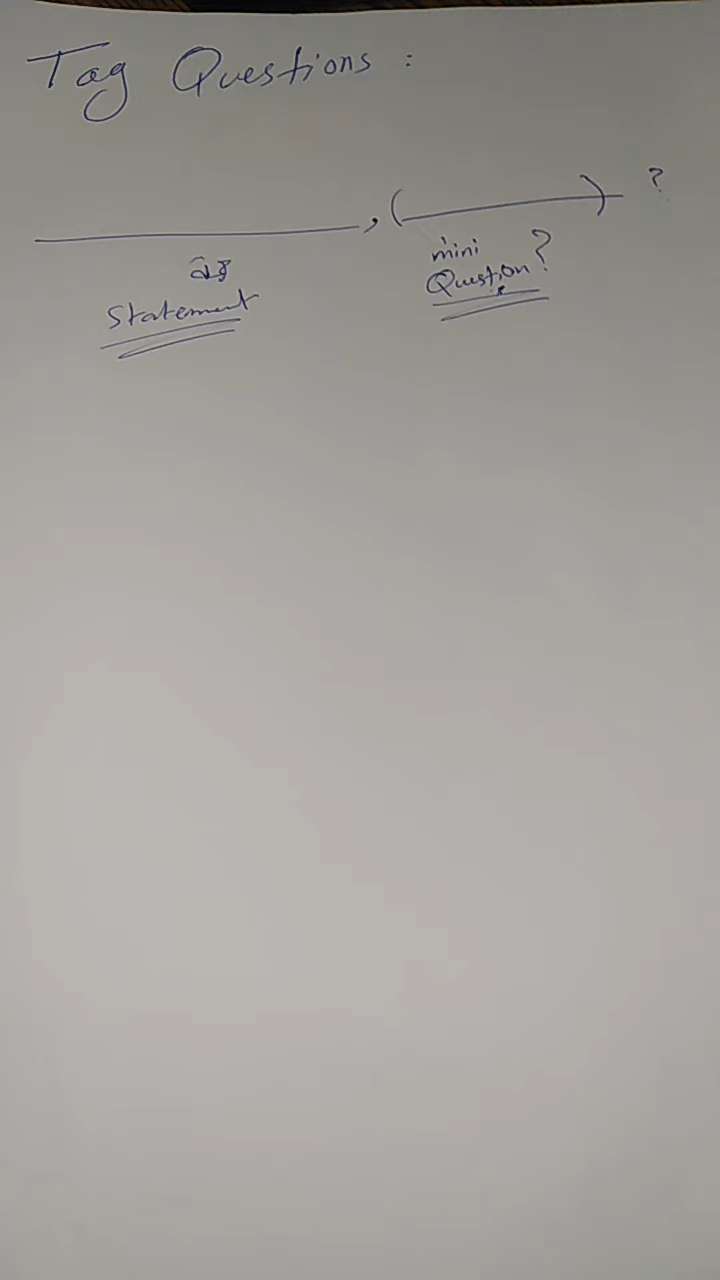 Tag Questions :
, ( ) ?
mini
Statement
Question?